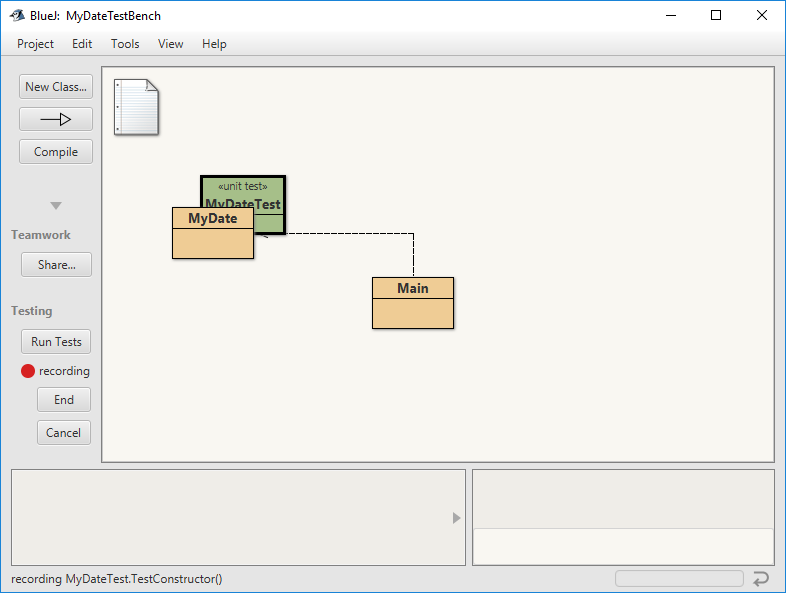 BlueJ: MyDateTestBench
Project Edit Tools View Help
New Class...
Compile
Teamwork
Share...
Testing
Run Tests
recording
End
Cancel
«unit test»
MyDateTest
MyDate
Main
recording MyDateTest.TestConstructor()